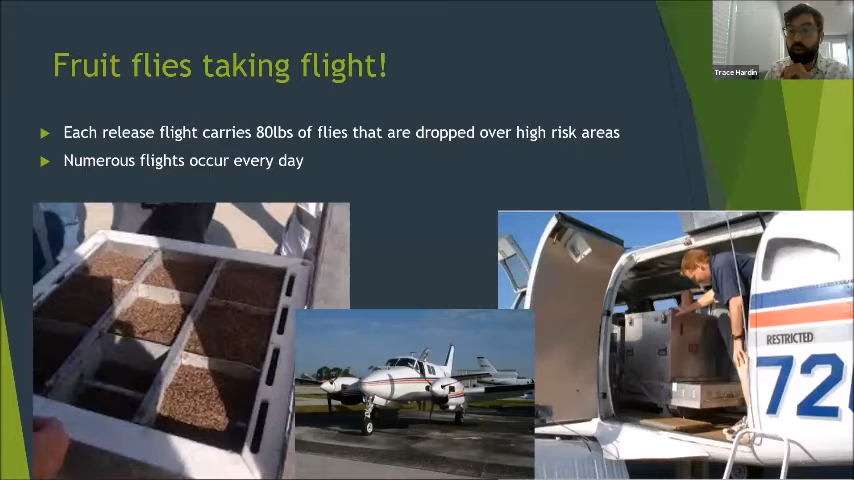 Fruit flies taking flight!
Trace Hardin
Each release flight carries 80lbs of flies that are dropped over high risk areas
Numerous flights occur every day
RESTRICTED
72